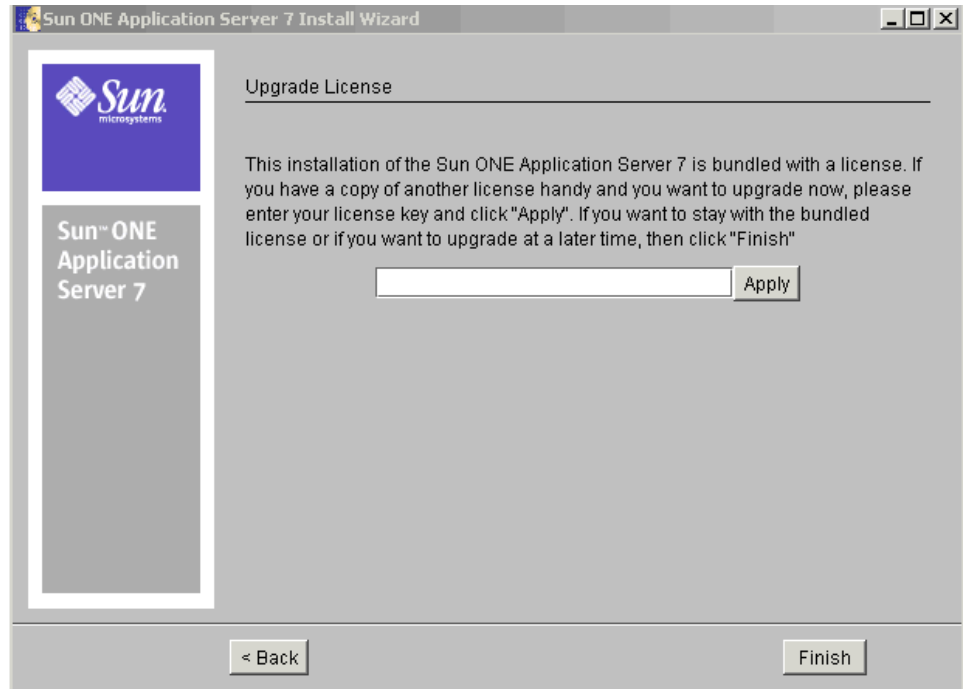 Sun ONE Application Server 7 Install Wizard
Sun
microsystems
Sun™ ONE
Application
Server 7
Upgrade License
This installation of the Sun ONE Application Server 7 is bundled with a license. If
you have a copy of another license handy and you want to upgrade now, please
enter your license key and click "Apply". If you want to stay with the bundled
license or if you want to upgrade at a later time, then click "Finish"
Apply
< Back
Finish